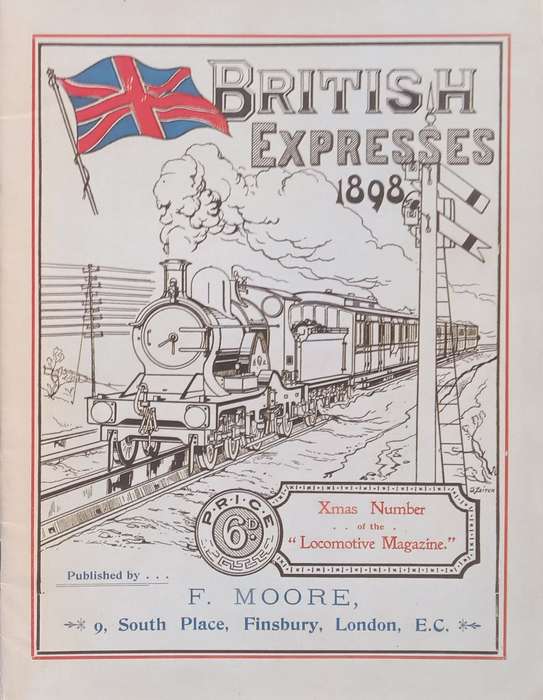 BRITISH
EXPRESSES
1898
PRICE
6D
Xmas Number
. . of the . .
"Locomotive Magazine."
Published by . . .
F. MOORE,
9, South Place, Finsbury, London, E.C.